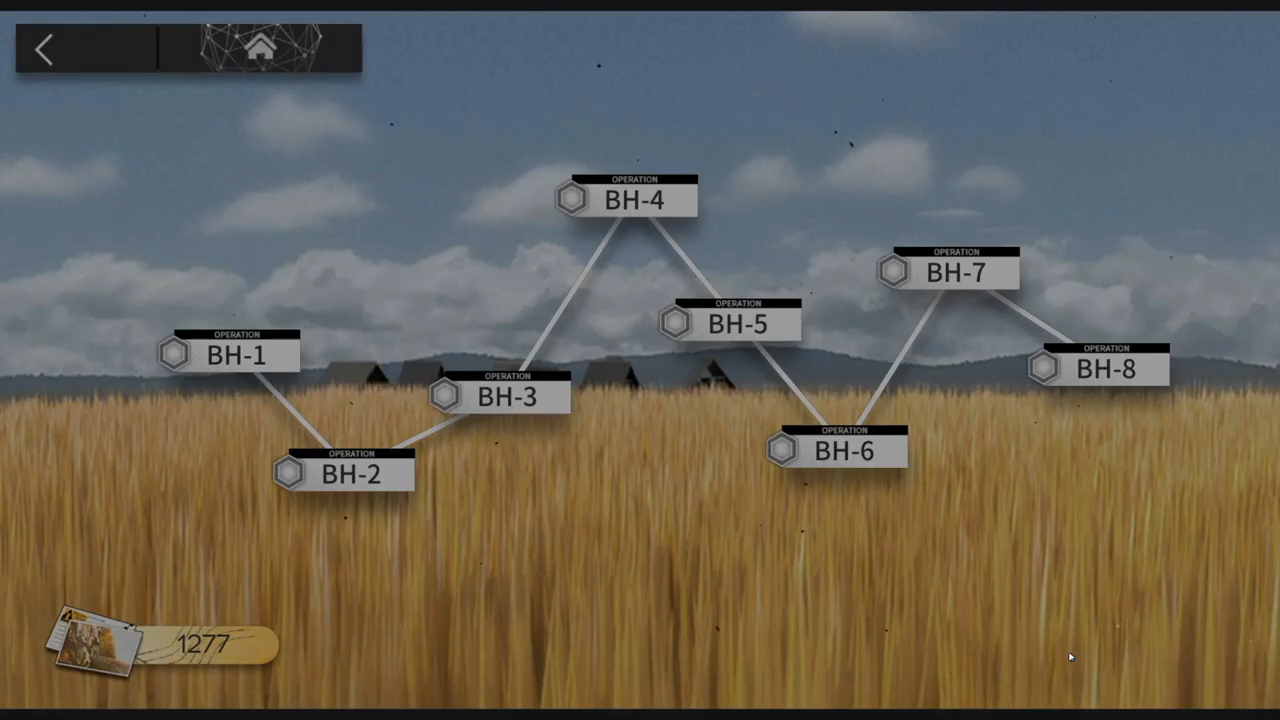 OPERATION
BH-4
OPERATION
BH-7
OPERATION
BH-5
OPERATION
BH-1
OPERATION
BH-8
OPERATION
BH-3
OPERATION
BH-6
OPERATION
BH-2
1277